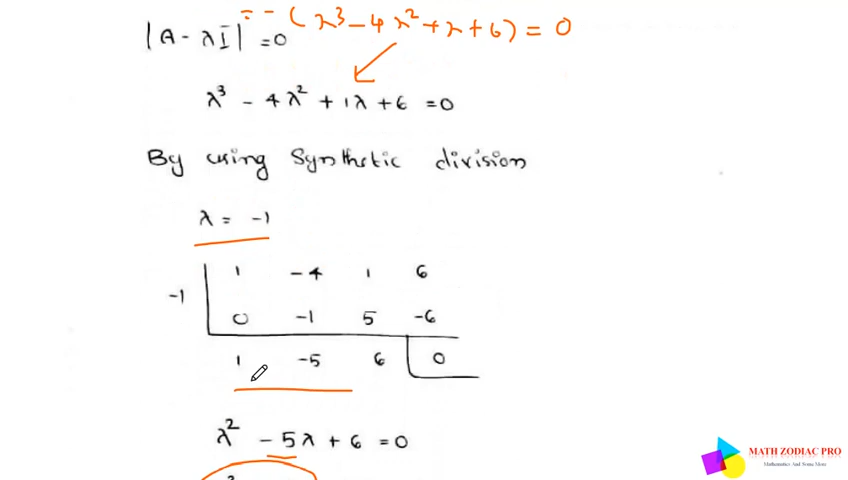 = - (λ³ - 4λ² + λ + 6) = 0
|A - λI| = 0
λ³ - 4λ² + 1λ + 6 = 0
By using Synthetic division
λ = -1
-1 | 1 -4 1 6
0 -1 5 -6
1 -5 6 | 0
λ² - 5λ + 6 = 0
MATH ZODIAC PRO
Mathematics And Some More